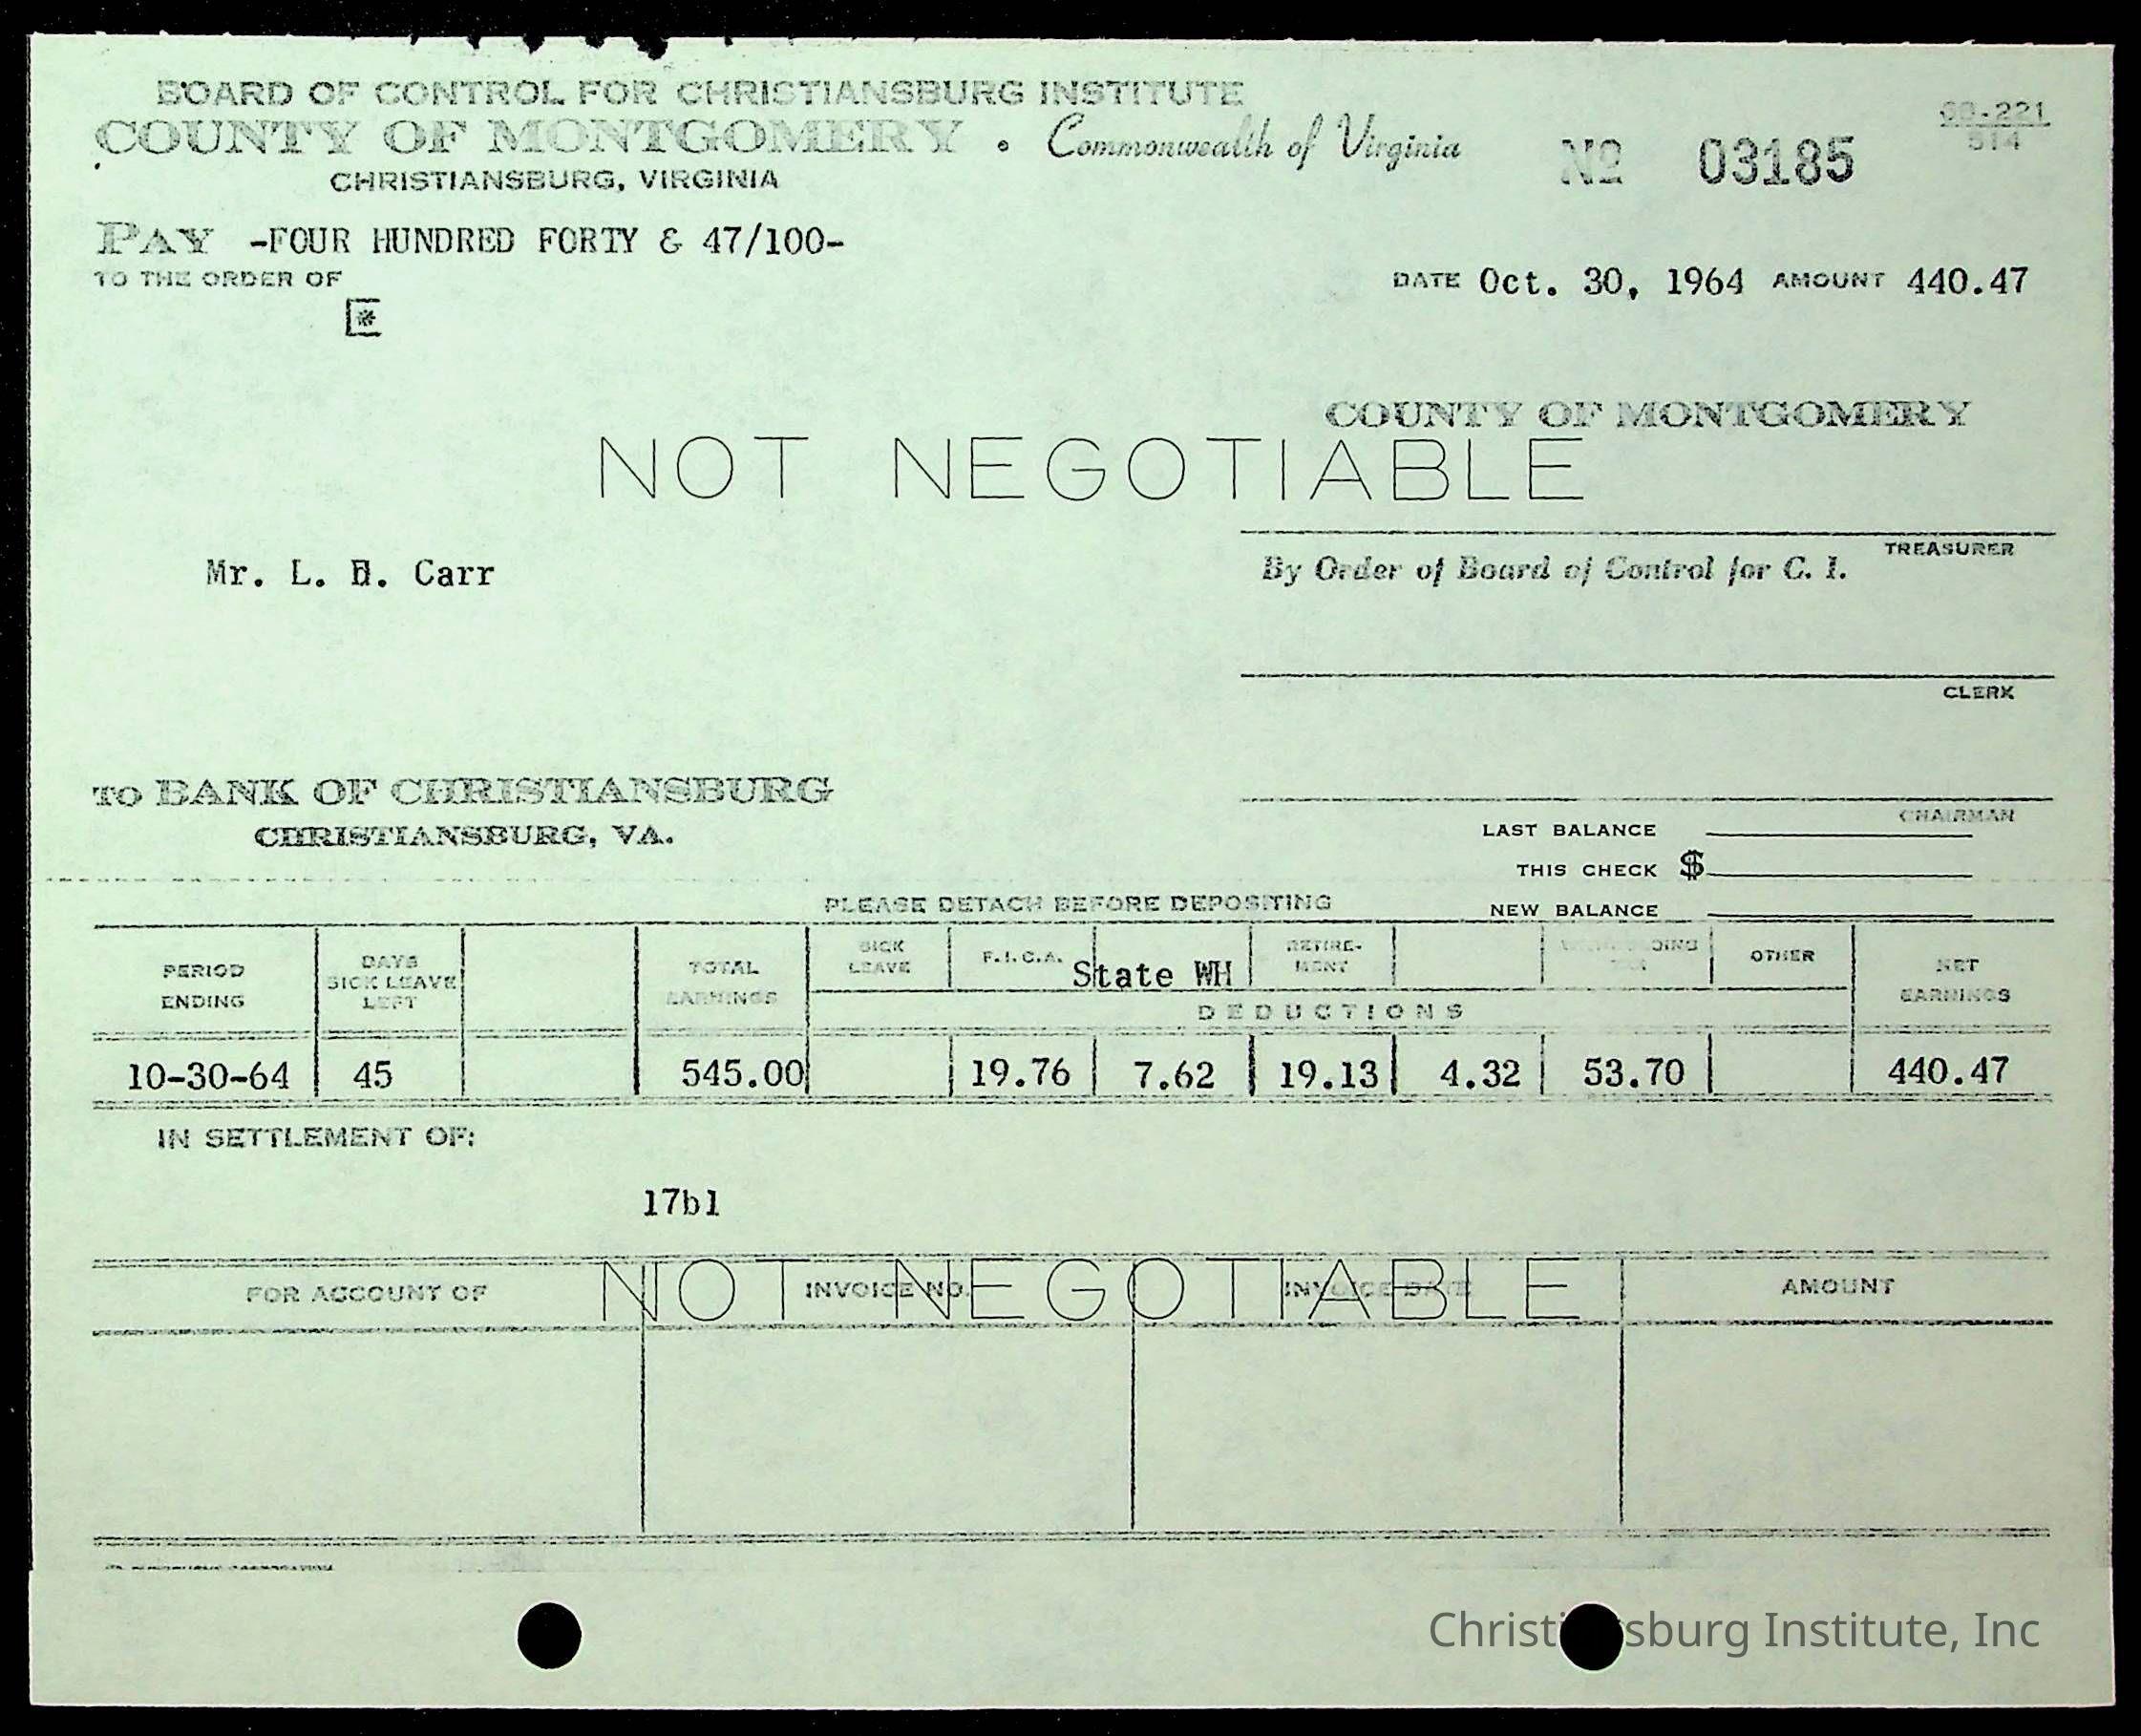 BOARD OF CONTROL FOR CHRISTIANSBURG INSTITUTE
COUNTY OF MONTGOMERY • Commonwealth of Virginia
CHRISTIANSBURG, VIRGINIA
No 03185
-221
514
PAY -FOUR HUNDRED FORTY & 47/100-
TO THE ORDER OF
DATE Oct. 30, 1964 AMOUNT 440.47
*
COUNTY OF MONTGOMERY
NOT NEGOTIABLE
TREASURER
Mr. L. Carr
By Order of Board of Control for C. I.
CLERK
TO BANK OF CHRISTIANSBURG
CHRISTIANSBURG, VA.
CHAIRMAN
LAST BALANCE
THIS CHECK $
NEW BALANCE
PLEASE DETACH BEFORE DEPOSITING
PERIOD ENDING DAYS SICK LEAVE LEFT TOTAL EARNINGS SICK LEAVE F.I.C.A. State WH RETIRE-MENT OTHER NET EARNINGS
DEDUCTIONS
10-30-64 45 545.00 19.76 7.62 19.13 4.32 53.70 440.47
IN SETTLEMENT OF:
17b1
NOT NEGOTIABLE
FOR ACCOUNT OF INVOICE NO. INVOICE DATE AMOUNT
Christiansburg Institute, Inc